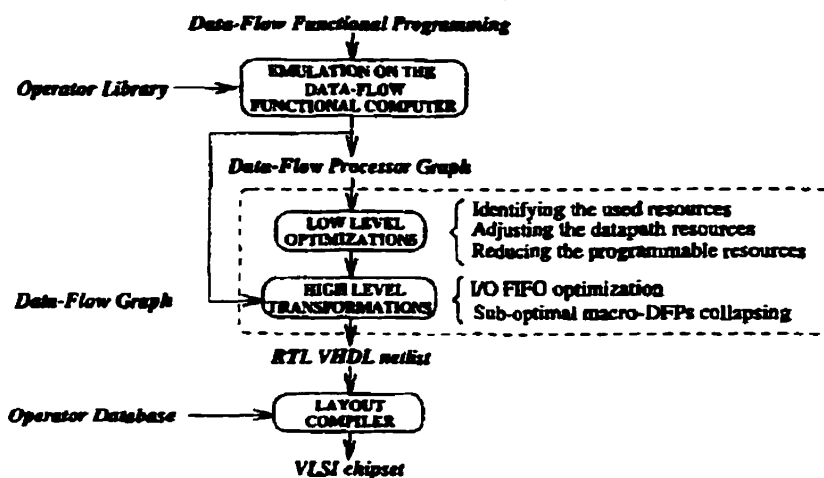 Data-Flow Functional Programming
Operator Library
EMULATION ON THE
DATA-FLOW
FUNCTIONAL COMPUTER
Data-Flow Processor Graph
LOW LEVEL
OPTIMIZATIONS
Identifying the used resources
Adjusting the datapath resources
Reducing the programmable resources
Data-Flow Graph
HIGH LEVEL
TRANSFORMATIONS
I/O FIFO optimization
Sub-optimal macro-DFPs collapsing
RTL VHDL netlist
Operator Database
LAYOUT
COMPILER
VLSI chipset